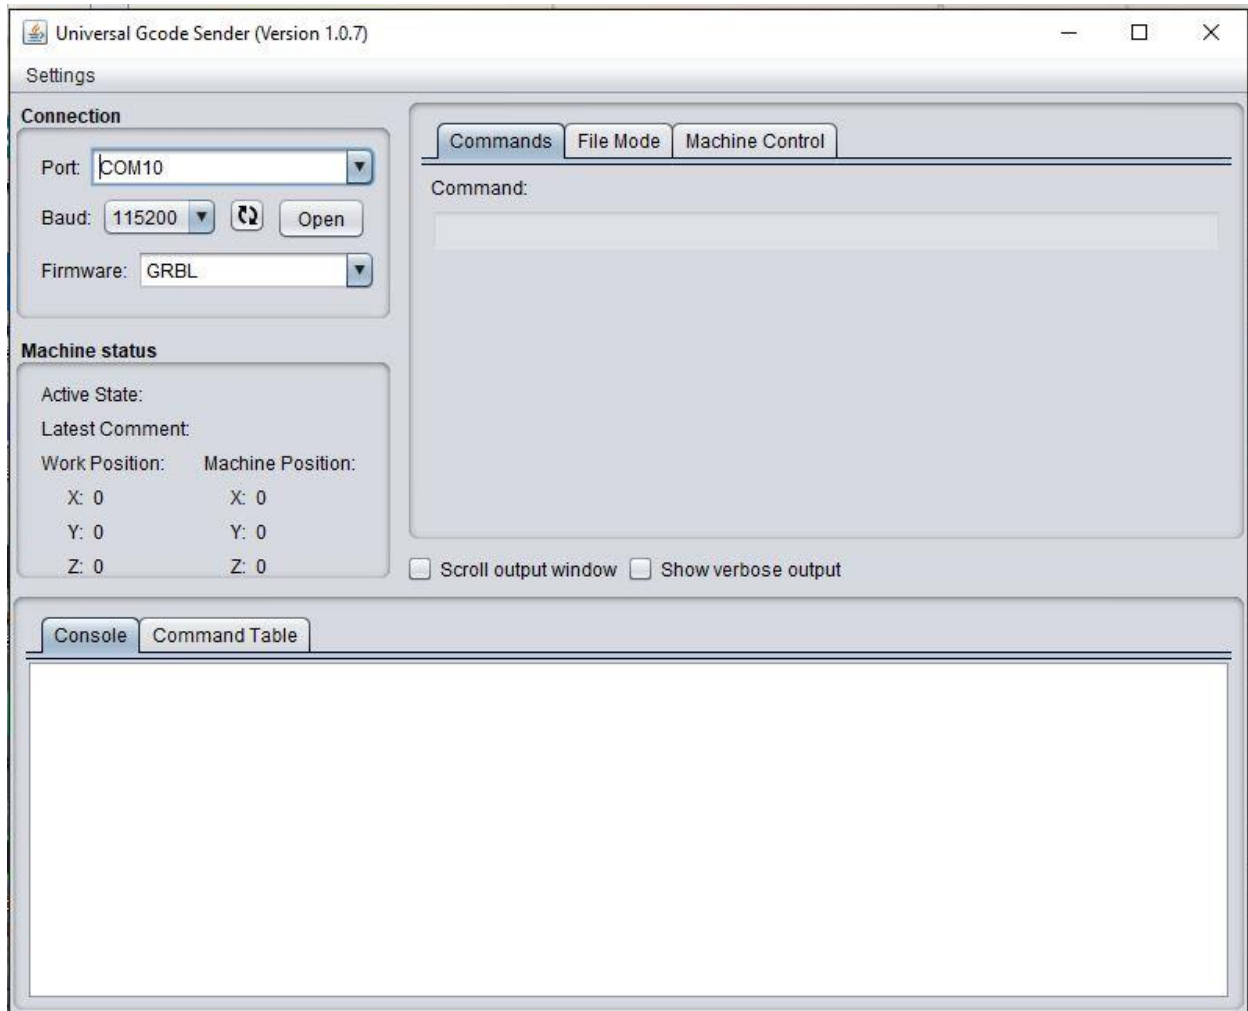 Universal Gcode Sender (Version 1.0.7)
Settings
Connection
Port: COM10
Baud: 115200 Open
Firmware: GRBL
Machine status
Active State:
Latest Comment:
Work Position: Machine Position:
X: 0 X: 0
Y: 0 Y: 0
Z: 0 Z: 0
Commands File Mode Machine Control
Command:
Scroll output window Show verbose output
Console Command Table